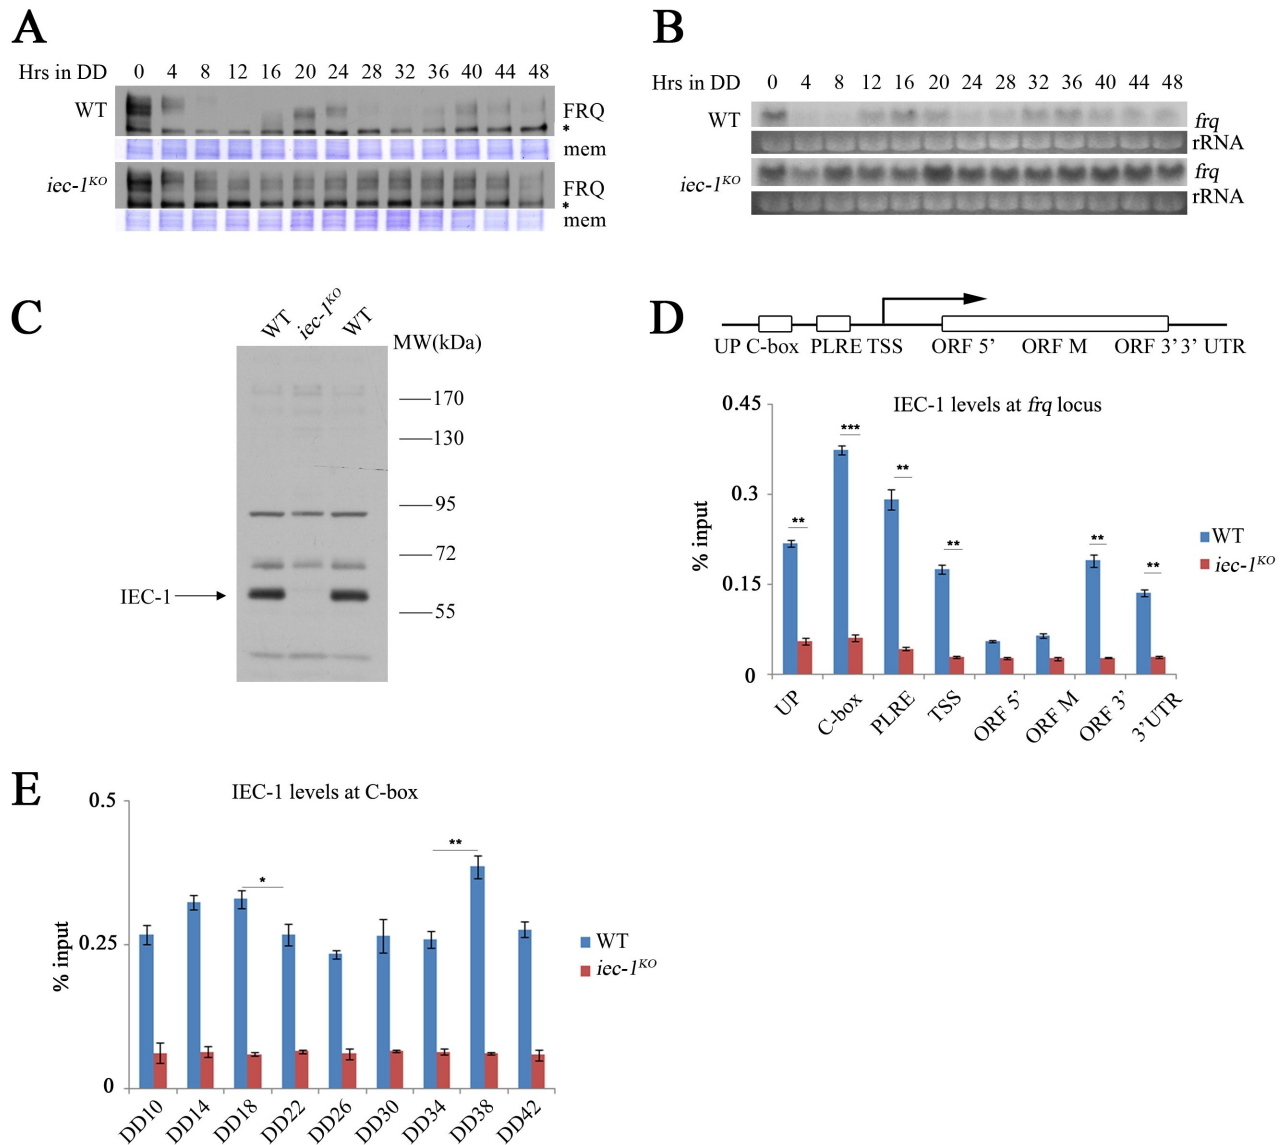 A
Hrs in DD 0 4 8 12 16 20 24 28 32 36 40 44 48
WT FRQ
*
mem
iec-1KO FRQ
*
mem
B
Hrs in DD 0 4 8 12 16 20 24 28 32 36 40 44 48
WT frq
rRNA
iec-1KO frq
rRNA
C
WT iec-1KO WT
MW(kDa)
170
130
95
72
IEC-1
55
D
UP C-box PLRE TSS ORF 5' ORF M ORF 3' 3' UTR
IEC-1 levels at frq locus
% input
0.45
0.3
0.15
0
** *** ** ** ** **
WT
iec-1KO
UP C-box PLRE TSS ORF 5' ORF M ORF 3' 3'UTR
E
IEC-1 levels at C-box
% input
0.5
0.25
0
* **
WT
iec-1KO
DD10 DD14 DD18 DD22 DD26 DD30 DD34 DD38 DD42